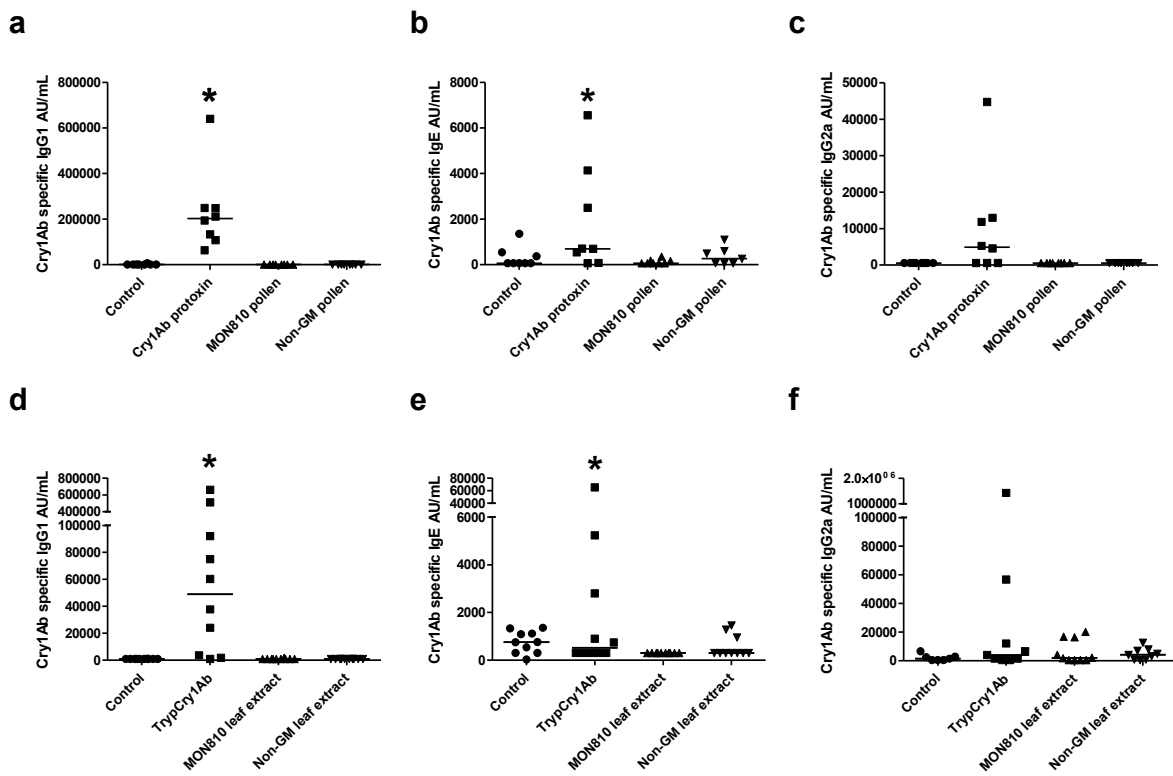 a
b
c
Cry1Ab specific IgG1 AU/mL
800000
600000
400000
200000
0
*
Control
Cry1Ab protoxin
MON810 pollen
Non-GM pollen
Cry1Ab specific IgE AU/mL
8000
6000
4000
2000
0
*
Control
Cry1Ab protoxin
MON810 pollen
Non-GM pollen
Cry1Ab specific IgG2a AU/mL
50000
40000
30000
20000
10000
0
Control
Cry1Ab protoxin
MON810 pollen
Non-GM pollen
d
e
f
Cry1Ab specific IgG1 AU/mL
800000
600000
400000
100000
80000
60000
40000
20000
0
*
Control
TrypCry1Ab
MON810 leaf extract
Non-GM leaf extract
Cry1Ab specific IgE AU/mL
80000
60000
40000
20000
6000
4000
2000
0
*
Control
TrypCry1Ab
MON810 leaf extract
Non-GM leaf extract
Cry1Ab specific IgG2a AU/mL
2.0×10⁰⁶
1000000
100000
80000
60000
40000
20000
0
Control
TrypCry1Ab
MON810 leaf extract
Non-GM leaf extract